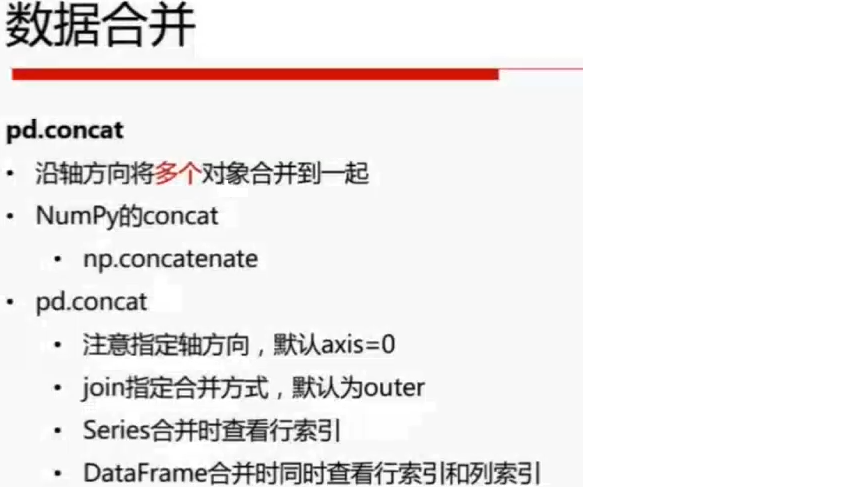 数据合并
pd.concat
• 沿轴方向将多个对象合并到一起
• NumPy的concat
• np.concatenate
• pd.concat
• 注意指定轴方向，默认axis=0
• join指定合并方式，默认为outer
• Series合并时查看行索引
• DataFrame合并时同时查看行索引和列索引